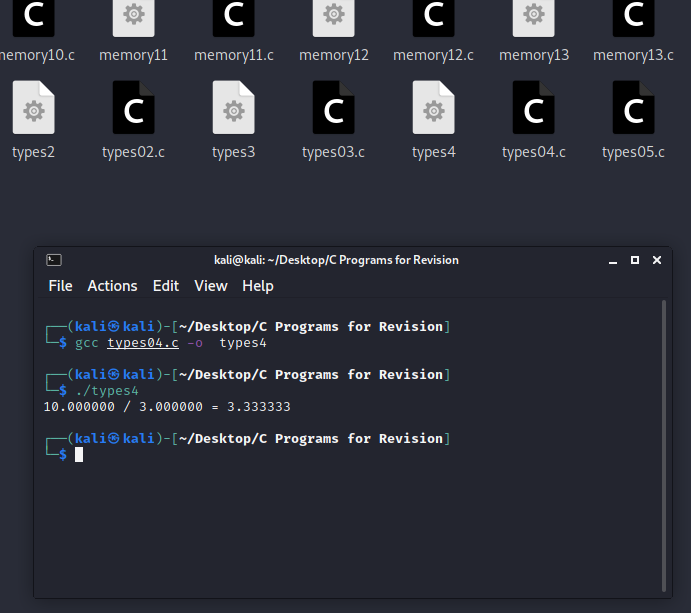 memory10.c memory11 memory11.c memory12 memory12.c memory13 memory13.c
types2 types02.c types3 types03.c types4 types04.c types05.c
kali@kali: ~/Desktop/C Programs for Revision
File Actions Edit View Help
┌──(kali㉿kali)-[~/Desktop/C Programs for Revision]
└─$ gcc types04.c -o  types4
┌──(kali㉿kali)-[~/Desktop/C Programs for Revision]
└─$ ./types4
10.000000 / 3.000000 = 3.333333
┌──(kali㉿kali)-[~/Desktop/C Programs for Revision]
└─$